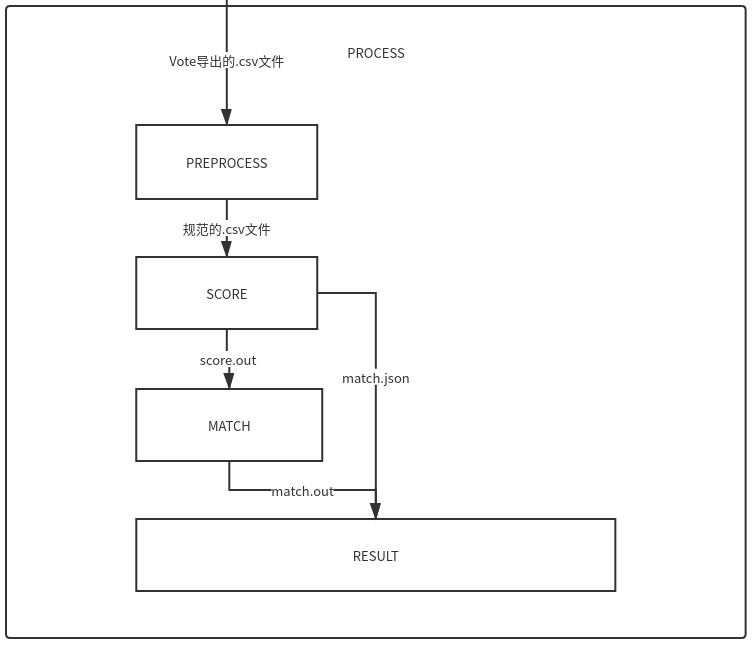 PROCESS
Vote导出的.csv文件
PREPROCESS
规范的.csv文件
SCORE
score.out
match.json
MATCH
match.out
RESULT